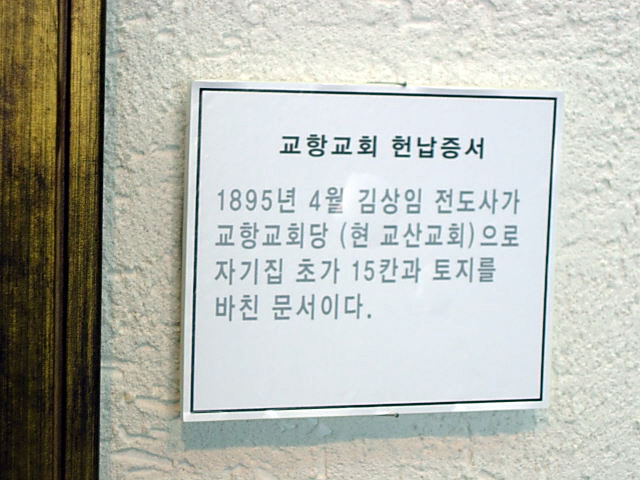 교항교회 헌납증서
1895년 4월 김상임 전도사가
교항교회당 (현 교산교회)으로
자기집 초가 15칸과 토지를
바친 문서이다.